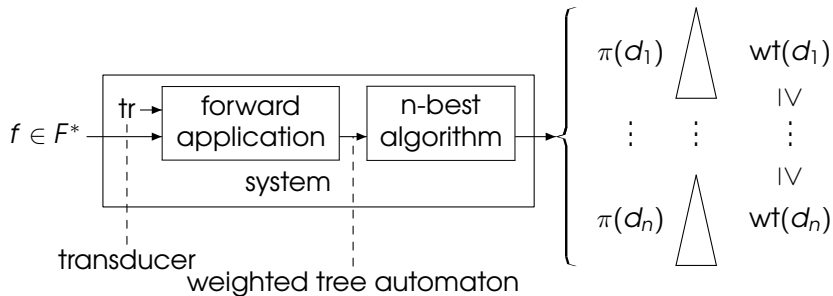 π(d₁) wt(d₁)
≥
tr forward application n-best algorithm
f ∈ F* ⋮ ⋮ ⋮
system
≥
π(dₙ) wt(dₙ)
transducer
weighted tree automaton